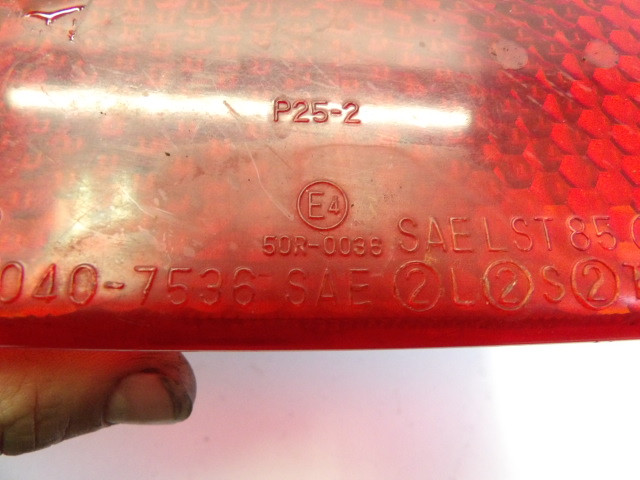 P25-2
E4
50R-0036 SAE LST 85
040-7536 SAE 2 L 2 S 2 T